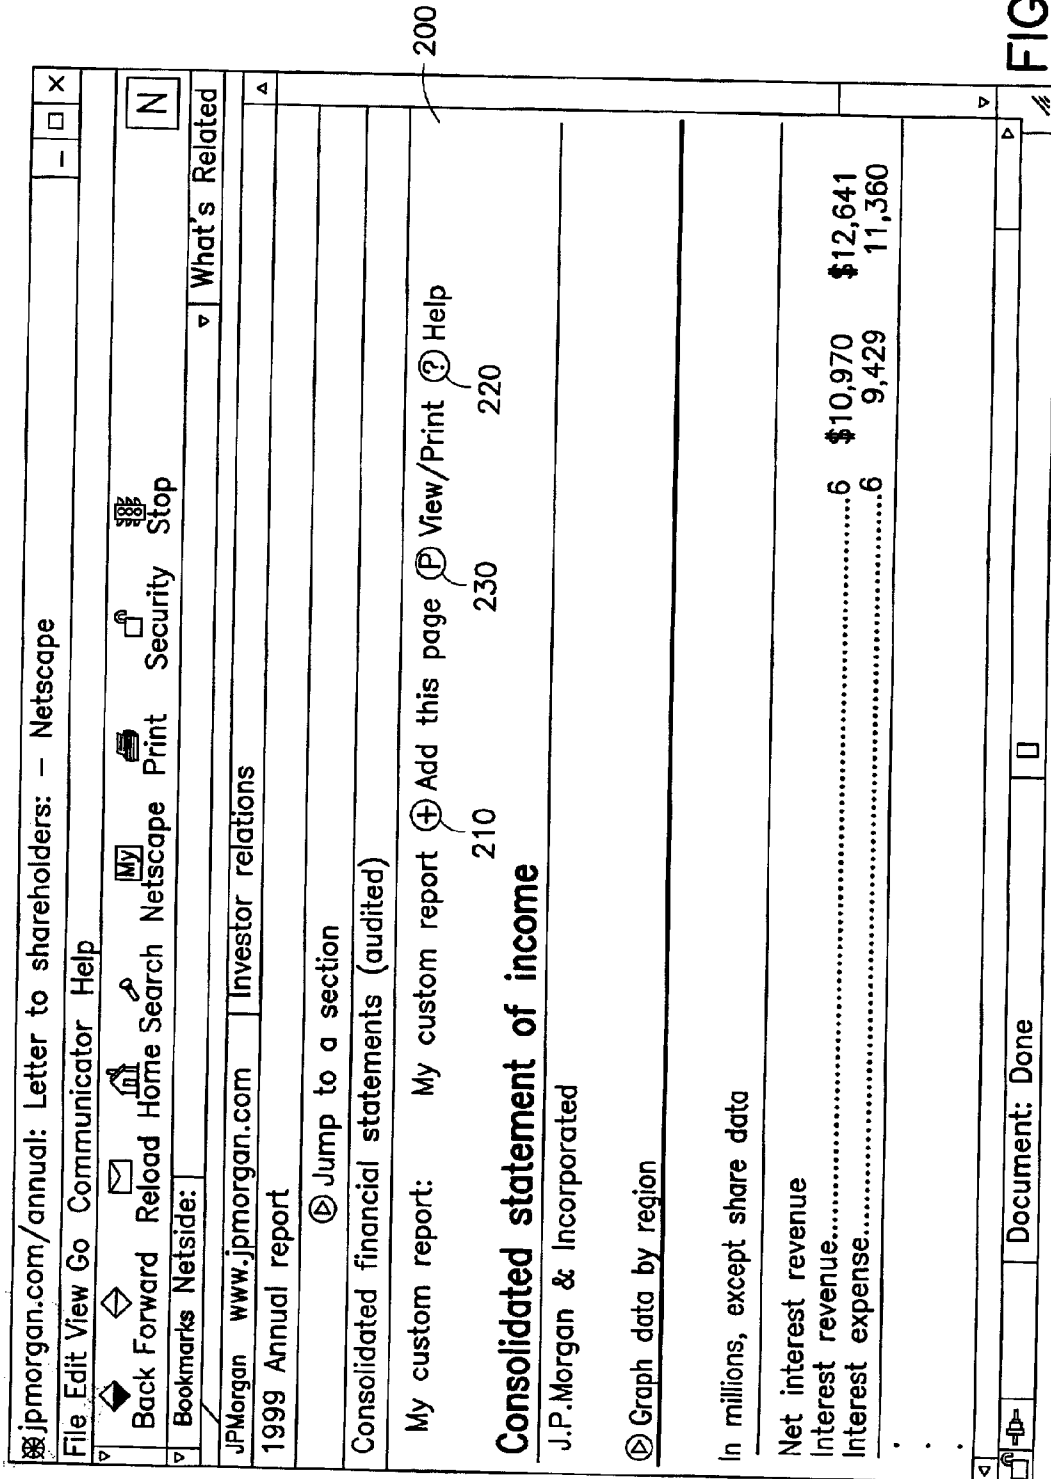 jpmorgan.com/annual: Letter to shareholders: – Netscape
File Edit View Go Communicator Help
Back Forward Reload Home Search Netscape Print Security Stop
My
N
Bookmarks Netside:
What's Related
JPMorgan www.jpmorgan.com Investor relations
1999 Annual report
Jump to a section
Consolidated financial statements (audited)
My custom report: My custom report + Add this page P View/Print ? Help
200
210
230
220
Consolidated statement of income
J.P.Morgan & Incorporated
Graph data by region
In millions, except share data
Net interest revenue
Interest revenue..........6 $10,970 $12,641
Interest expense..........6 9,429 11,360
Document: Done
FIG